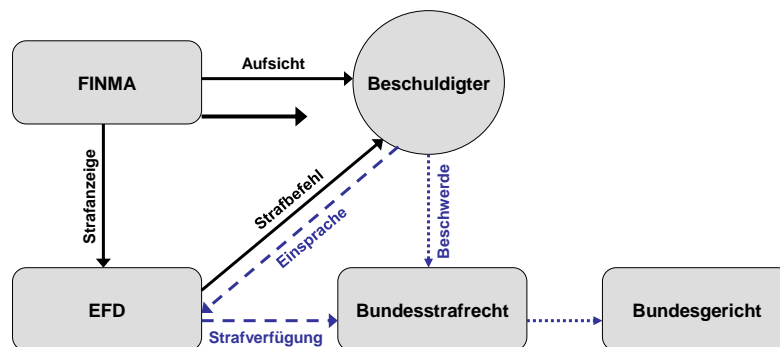 Aufsicht
FINMA
Beschuldigter
Strafanzeige
Strafbefehl
Einsprache
Beschwerde
EFD
Bundesstrafrecht
Bundesgericht
Strafverfügung